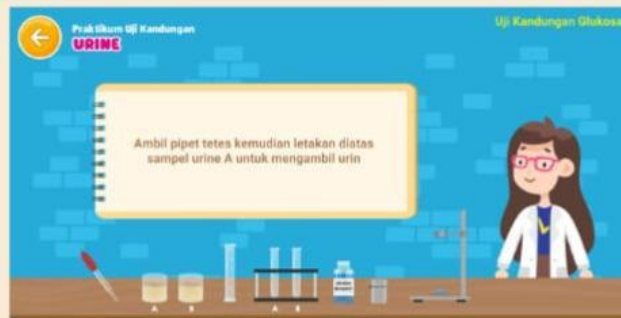 Praktikum Uji Kandungan
URINE
Uji Kandungan Glukosa
Ambil pipet tetes kemudian letakan diatas
sampel urine A untuk mengambil urin
A B A B